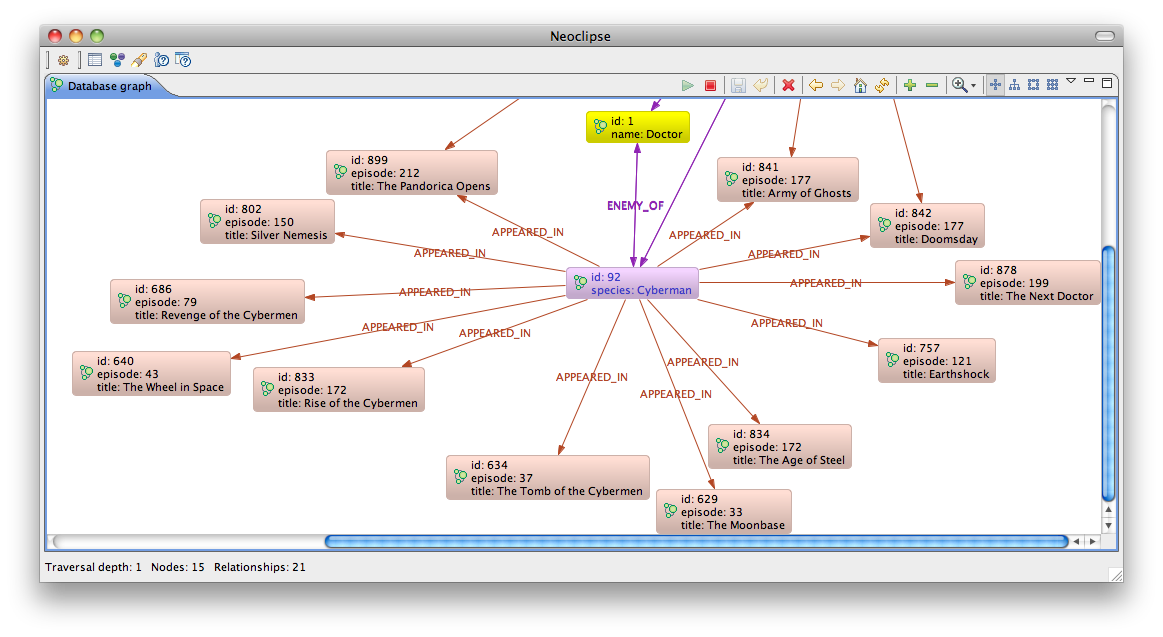 Neoclipse
Database graph
id: 1
name: Doctor
id: 899
episode: 212
title: The Pandorica Opens
id: 841
episode: 177
title: Army of Ghosts
id: 802
episode: 150
title: Silver Nemesis
ENEMY_OF
id: 842
episode: 177
title: Doomsday
APPEARED_IN
APPEARED_IN
APPEARED_IN
APPEARED_IN
id: 92
species: Cyberman
id: 878
episode: 199
title: The Next Doctor
id: 686
episode: 79
title: Revenge of the Cybermen
APPEARED_IN
APPEARED_IN
APPEARED_IN
APPEARED_IN
APPEARED_IN
id: 757
episode: 121
title: Earthshock
id: 640
episode: 43
title: The Wheel in Space
id: 833
episode: 172
title: Rise of the Cybermen
APPEARED_IN
APPEARED_IN
APPEARED_IN
id: 834
episode: 172
title: The Age of Steel
id: 634
episode: 37
title: The Tomb of the Cybermen
id: 629
episode: 33
title: The Moonbase
Traversal depth: 1 Nodes: 15 Relationships: 21